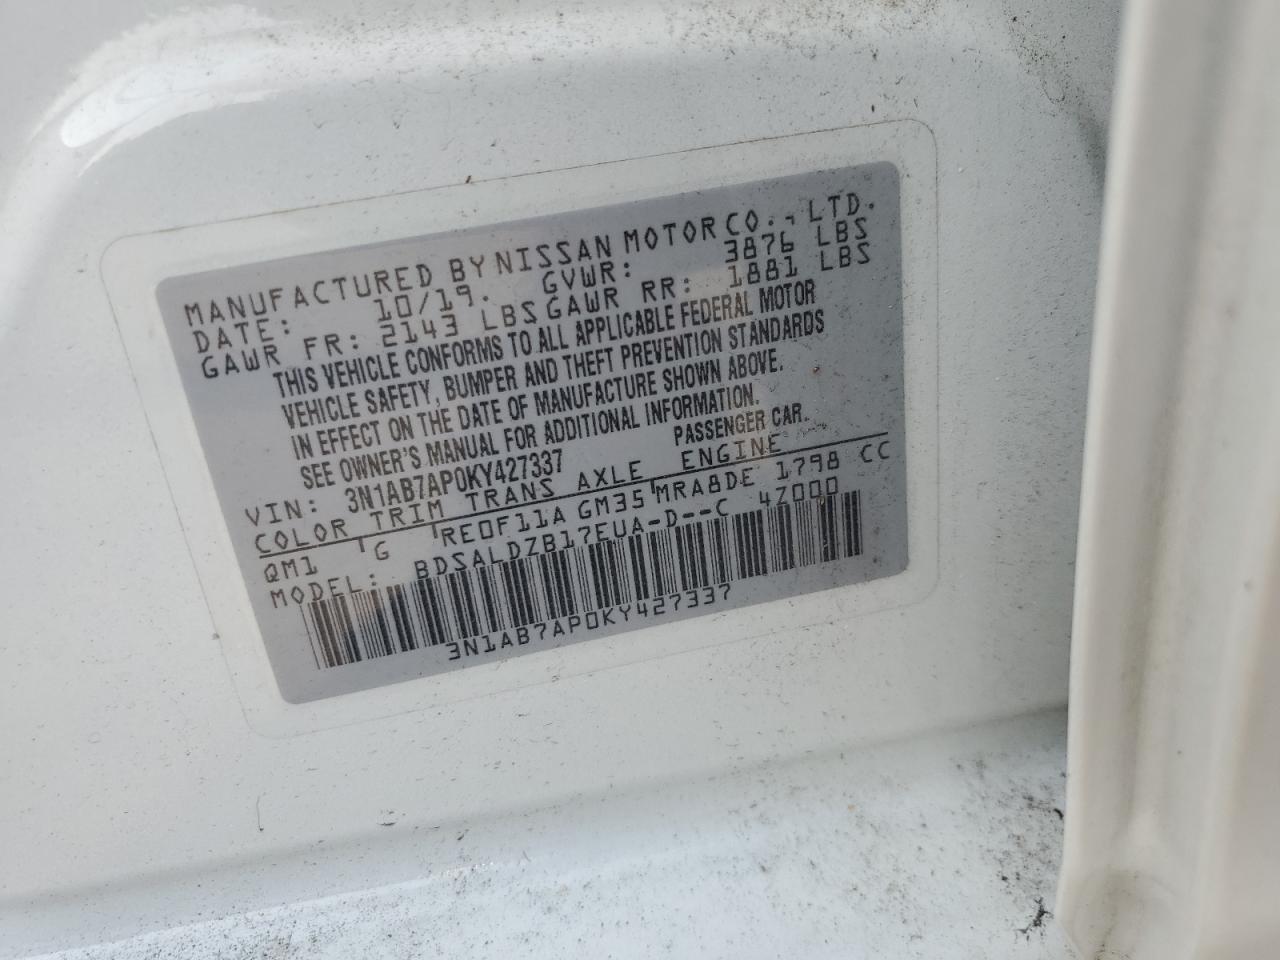 MANUFACTURED BY NISSAN MOTOR CO., LTD.
DATE: 10/19. GVWR: 3876 LBS
GAWR FR: 2143 LBS GAWR RR: 1881 LBS
THIS VEHICLE CONFORMS TO ALL APPLICABLE FEDERAL MOTOR
VEHICLE SAFETY, BUMPER AND THEFT PREVENTION STANDARDS
IN EFFECT ON THE DATE OF MANUFACTURE SHOWN ABOVE.
SEE OWNER'S MANUAL FOR ADDITIONAL INFORMATION.
VIN: 3N1AB7AP0KY427337 PASSENGER CAR.
COLOR TRIM TRANS AXLE ENGINE
QM1 G RE0F11A GM35 MRA8DE 1798 CC
MODEL: BDSALDZB17EUA-D--C 4Z000
3N1AB7AP0KY427337